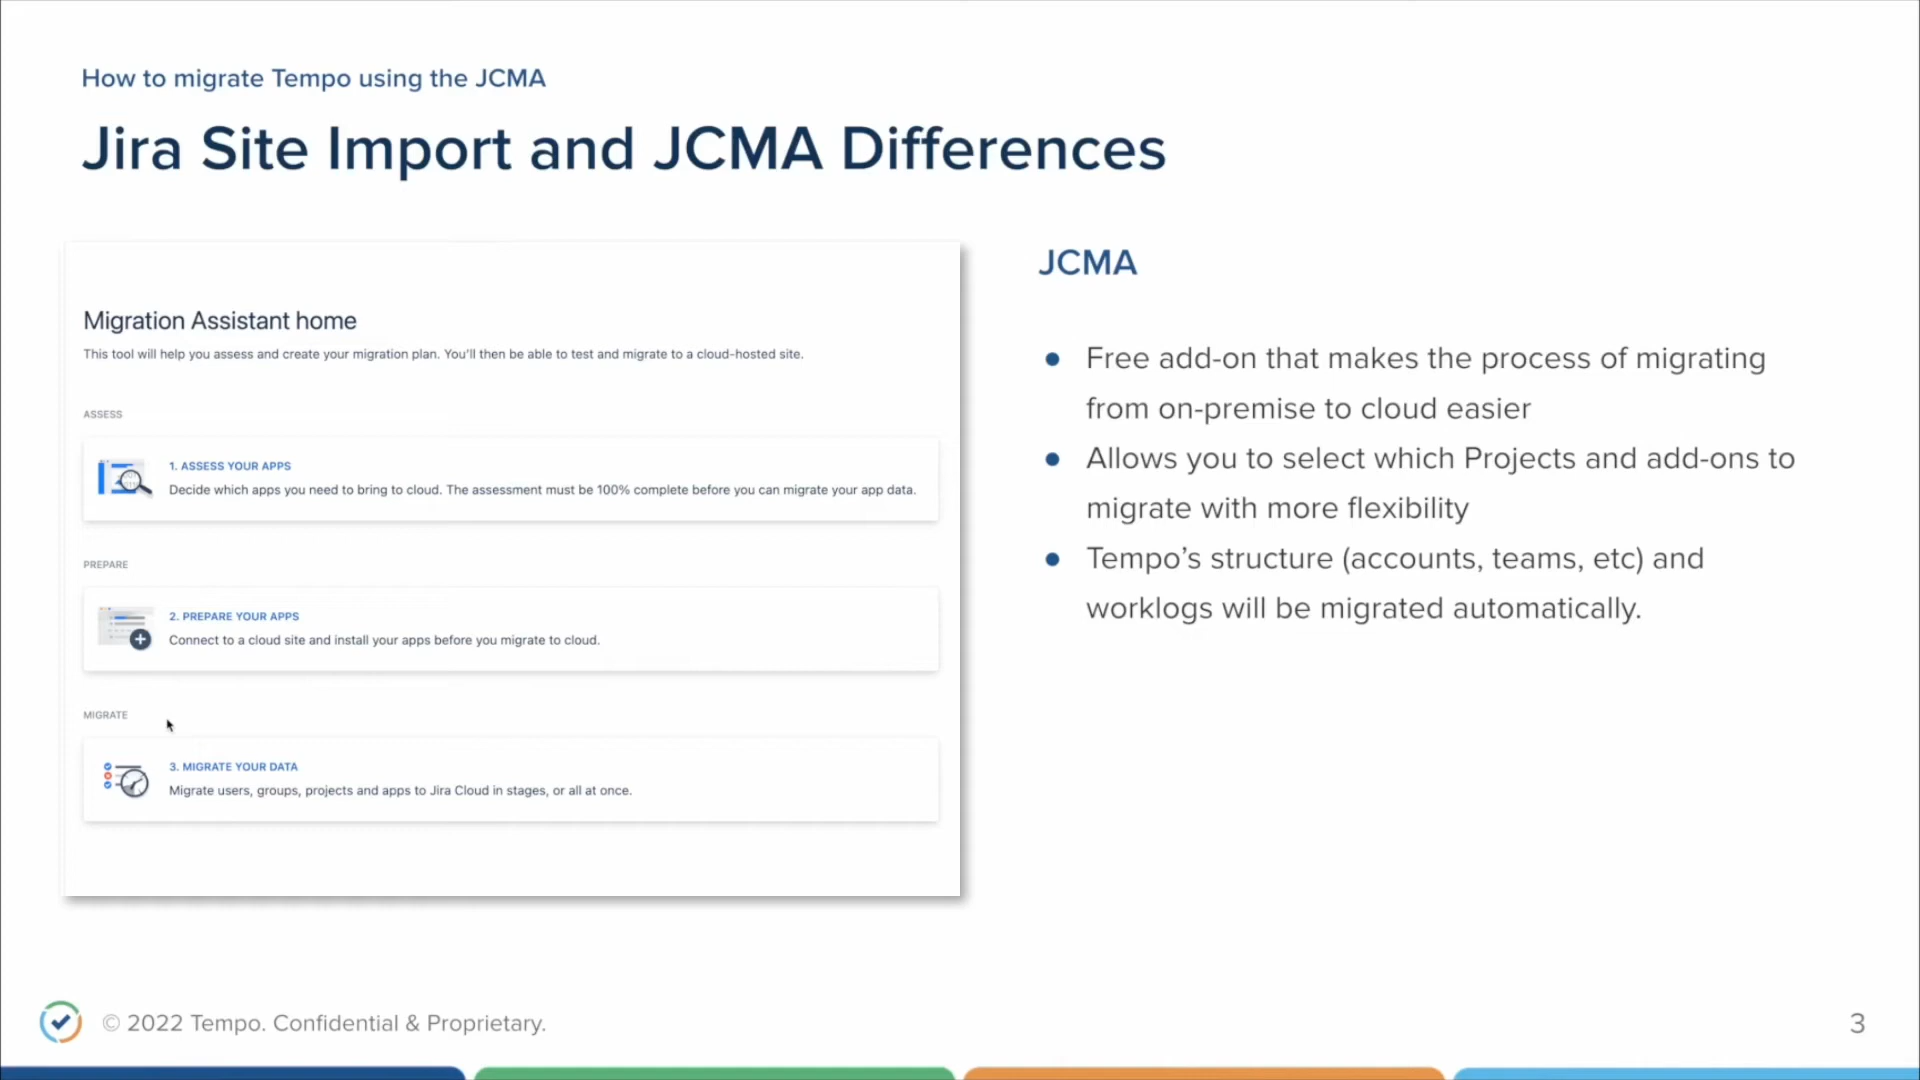 How to migrate Tempo using the JCMA
Jira Site Import and JCMA Differences
Migration Assistant home
This tool will help you assess and create your migration plan. You'll then be able to test and migrate to a cloud-hosted site.
ASSESS
1. ASSESS YOUR APPS
Decide which apps you need to bring to cloud. The assessment must be 100% complete before you can migrate your app data.
PREPARE
2. PREPARE YOUR APPS
Connect to a cloud site and install your apps before you migrate to cloud.
MIGRATE
3. MIGRATE YOUR DATA
Migrate users, groups, projects and apps to Jira Cloud in stages, or all at once.
JCMA
● Free add-on that makes the process of migrating
from on-premise to cloud easier
● Allows you to select which Projects and add-ons to
migrate with more flexibility
● Tempo’s structure (accounts, teams, etc) and
worklogs will be migrated automatically.
© 2022 Tempo. Confidential & Proprietary.
3